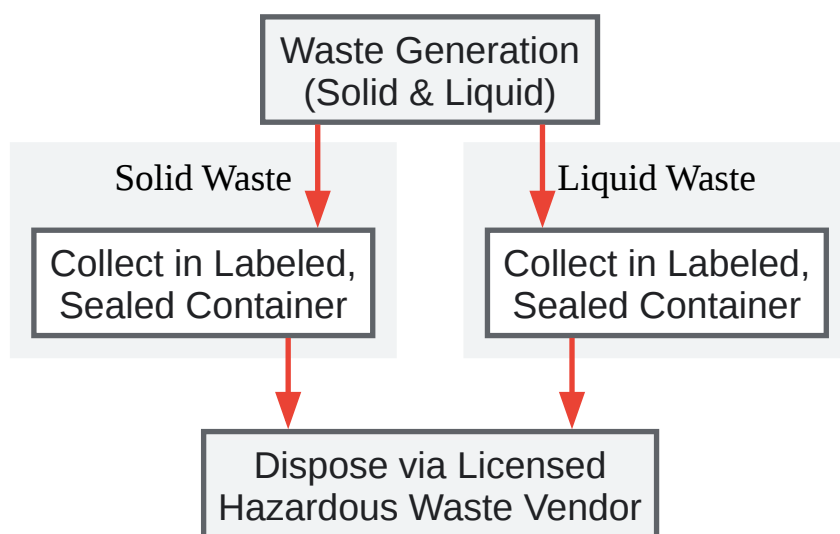 Waste Generation
(Solid & Liquid)
Solid Waste
Collect in Labeled,
Sealed Container
Liquid Waste
Collect in Labeled,
Sealed Container
Dispose via Licensed
Hazardous Waste Vendor